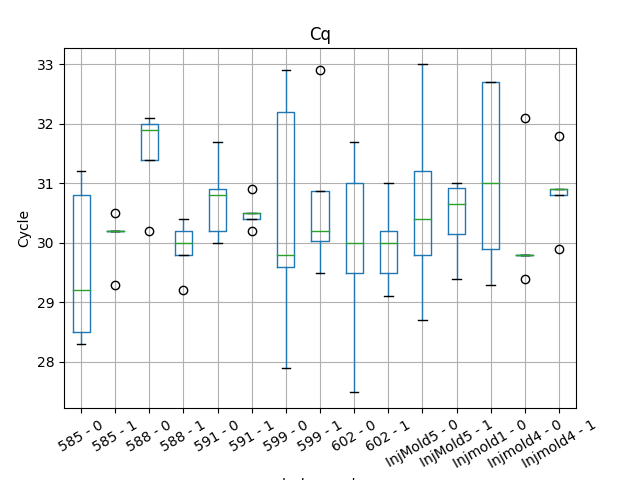 Cq
33
32
31
30
29
28
Cycle
585 - 0
585 - 1
588 - 0
588 - 1
591 - 0
591 - 1
599 - 0
599 - 1
602 - 0
602 - 1
InjMold5 - 0
InjMold5 - 1
Injmold1 - 0
Injmold4 - 0
Injmold4 - 1